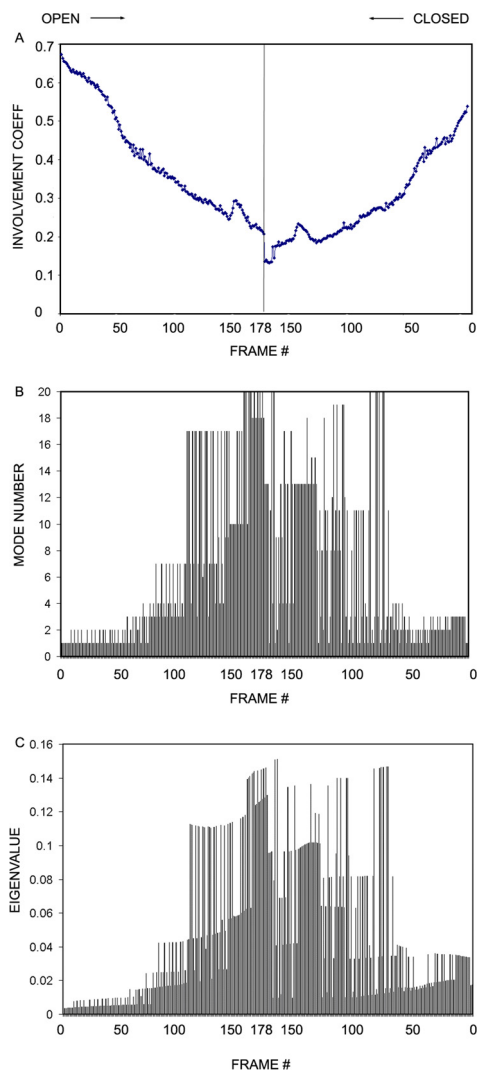 OPEN CLOSED
A
0.7
0.6
0.5
0.4
0.3
0.2
0.1
0
INVOLVEMENT COEFF
0 50 100 150 178 150 100 50 0
FRAME #
B
20
18
16
14
12
10
8
6
4
2
0
MODE NUMBER
0 50 100 150 178 150 100 50 0
FRAME #
C
0.16
0.14
0.12
0.1
0.08
0.06
0.04
0.02
0
EIGENVALUE
0 50 100 150 178 150 100 50 0
FRAME #